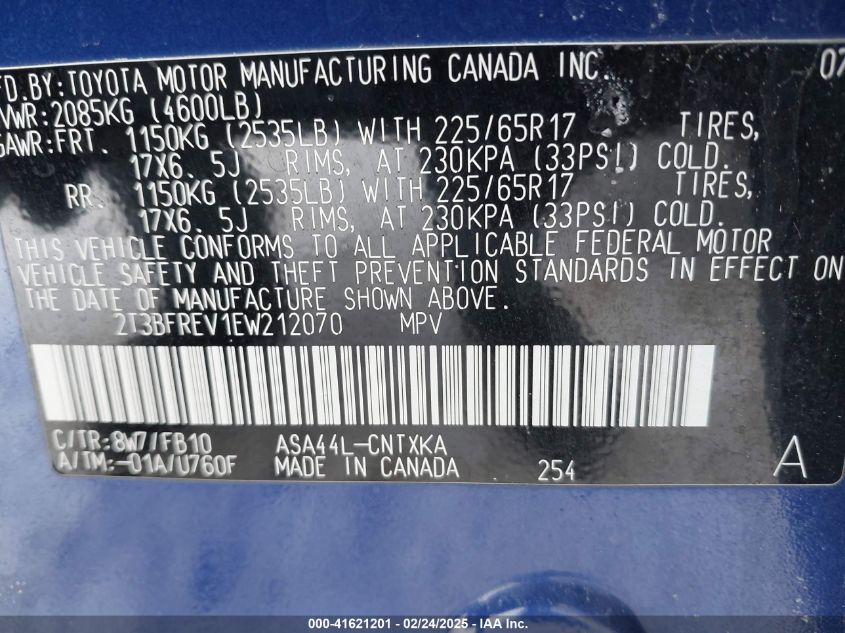 FD. BY: TOYOTA MOTOR MANUFACTURING CANADA INC. 07
VWR: 2085KG (4600LB)
GAWR: FRT. 1150KG (2535LB) WITH 225/65R17 TIRES,
17X6. 5J RIMS, AT 230KPA (33PSI) COLD.
RR. 1150KG (2535LB) WITH 225/65R17 TIRES,
17X6. 5J RIMS, AT 230KPA (33PSI) COLD.
THIS VEHICLE CONFORMS TO ALL APPLICABLE FEDERAL MOTOR
VEHICLE SAFETY AND THEFT PREVENTION STANDARDS IN EFFECT ON
THE DATE OF MANUFACTURE SHOWN ABOVE.
2T3BFREV1EW212070 MPV
C/TR: 8W7/FB10 ASA44L-CNTXKA
A/TM: -01A/U760F MADE IN CANADA 254 A
000-41621201 - 02/24/2025 - IAA Inc.